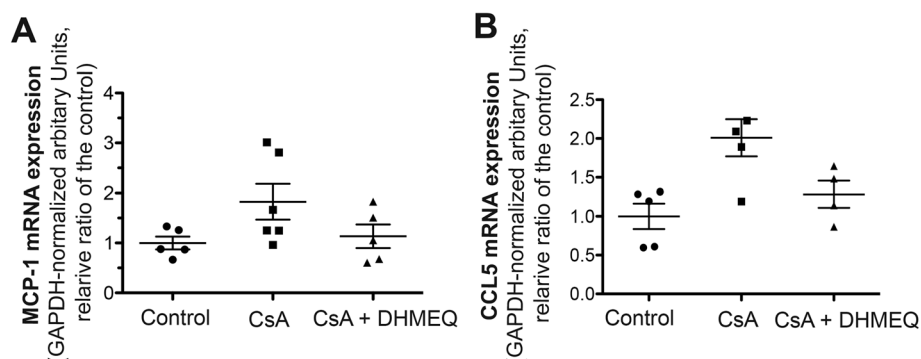 A
MCP-1 mRNA expression
(GAPDH-normalized arbitary Units,
relarive ratio of the control)
4
3
2
1
0
Control
CsA
CsA + DHMEQ
B
CCL5 mRNA expression
GAPDH-normalized arbitary Units,
relarive ratio of the control)
2.5
2.0
1.5
1.0
0.5
0.0
Control
CsA
CsA + DHMEQ